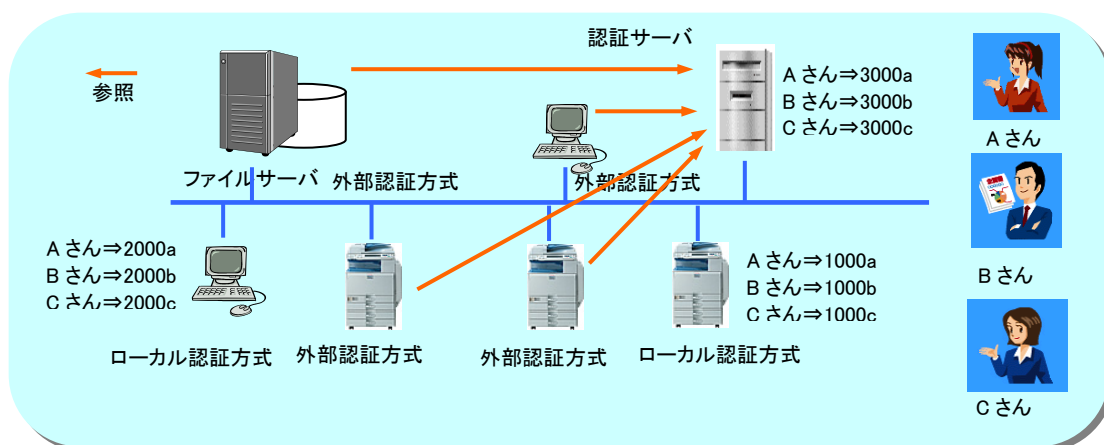 認証サーバ
参照
Aさん⇒3000a
Bさん⇒3000b
Cさん⇒3000c
Aさん
ファイルサーバ
外部認証方式
外部認証方式
Aさん⇒2000a
Bさん⇒2000b
Cさん⇒2000c
Aさん⇒1000a
Bさん⇒1000b
Cさん⇒1000c
Bさん
ローカル認証方式
外部認証方式
外部認証方式
ローカル認証方式
Cさん